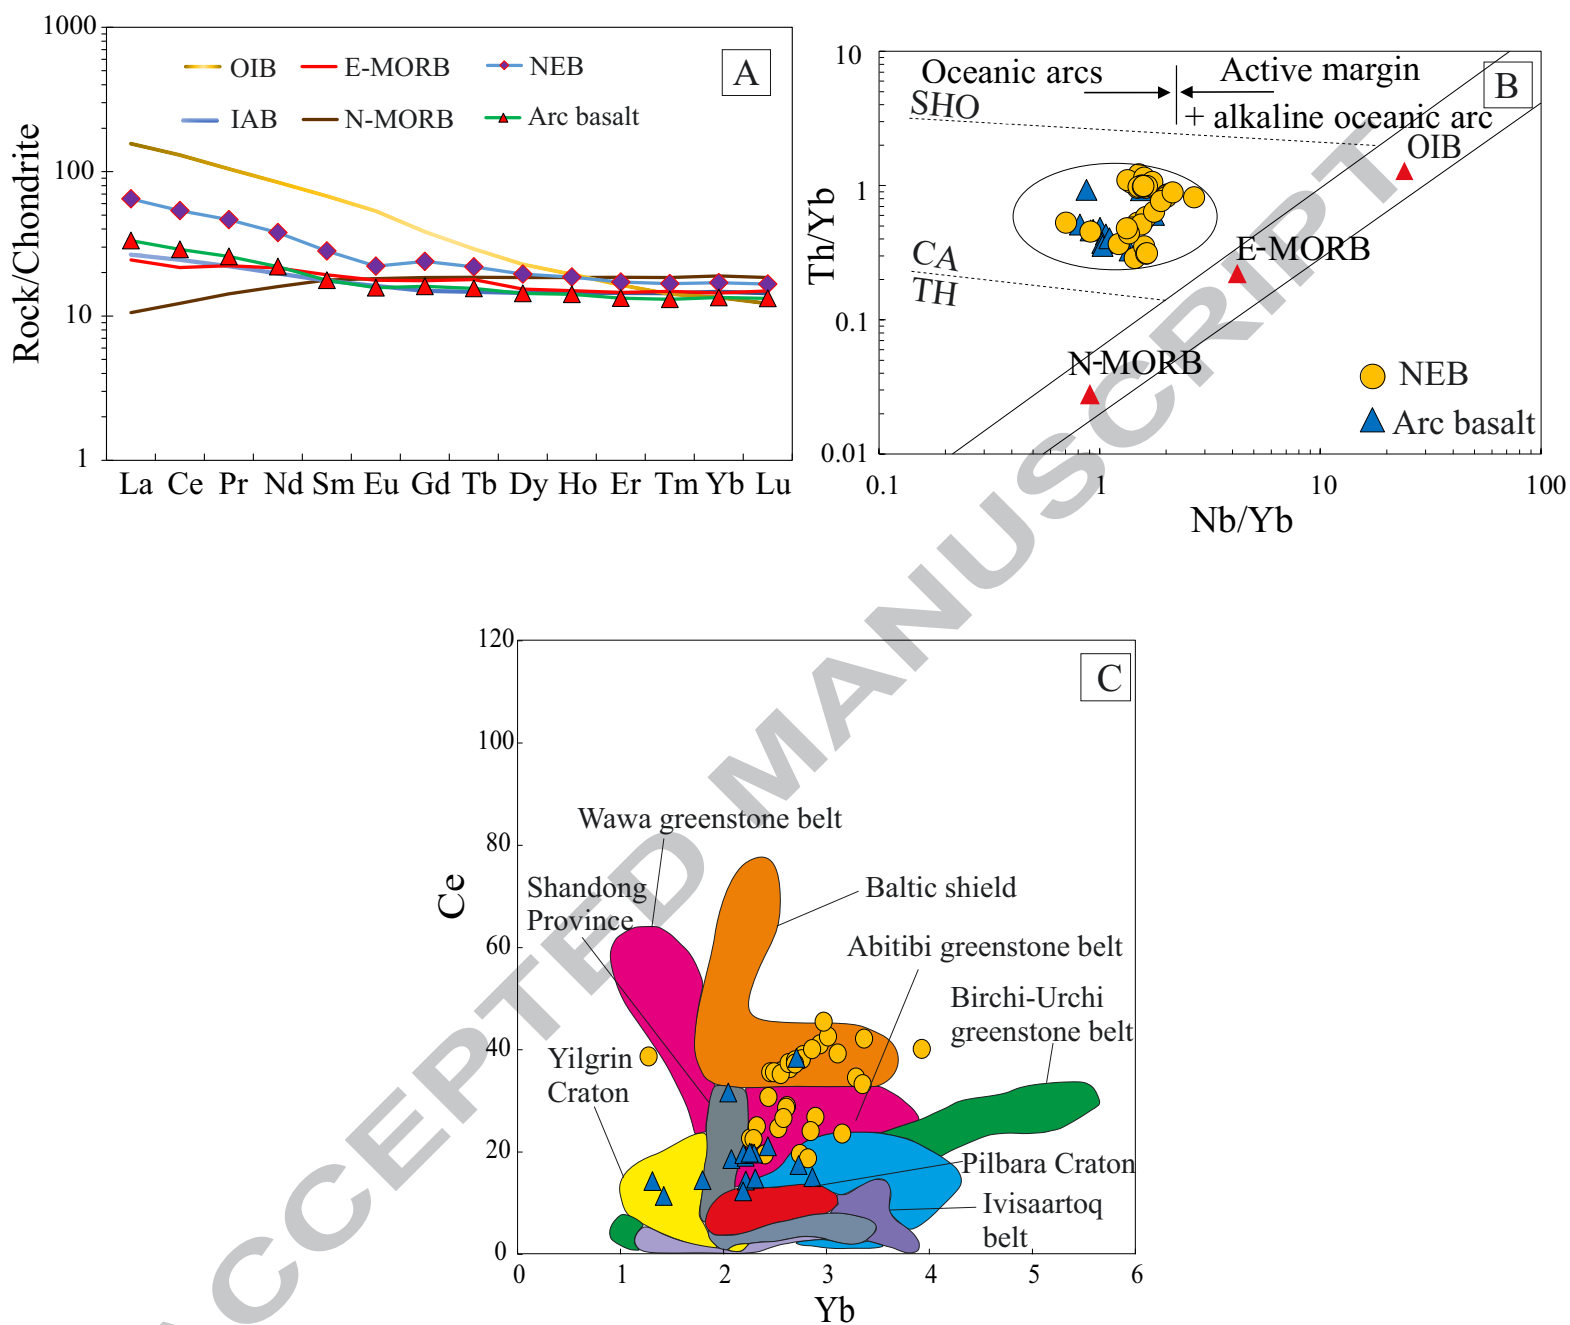 1000
100
10
1
Rock/Chondrite
OIB
E-MORB
NEB
IAB
N-MORB
Arc basalt
A
La Ce Pr Nd Sm Eu Gd Tb Dy Ho Er Tm Yb Lu
10
1
0.1
0.01
Th/Yb
Oceanic arcs
Active margin
+ alkaline oceanic arc
B
SHO
OIB
CA
TH
E-MORB
N-MORB
NEB
Arc basalt
0.1 1 10 100
Nb/Yb
120
100
80
60
40
20
0
Ce
C
Wawa greenstone belt
Shandong
Province
Baltic shield
Abitibi greenstone belt
Birchi-Urchi
greenstone belt
Yilgrin
Craton
Pilbara Craton
Ivisaartoq
belt
0 1 2 3 4 5 6
Yb
ACCEPTED MANUSCRIPT